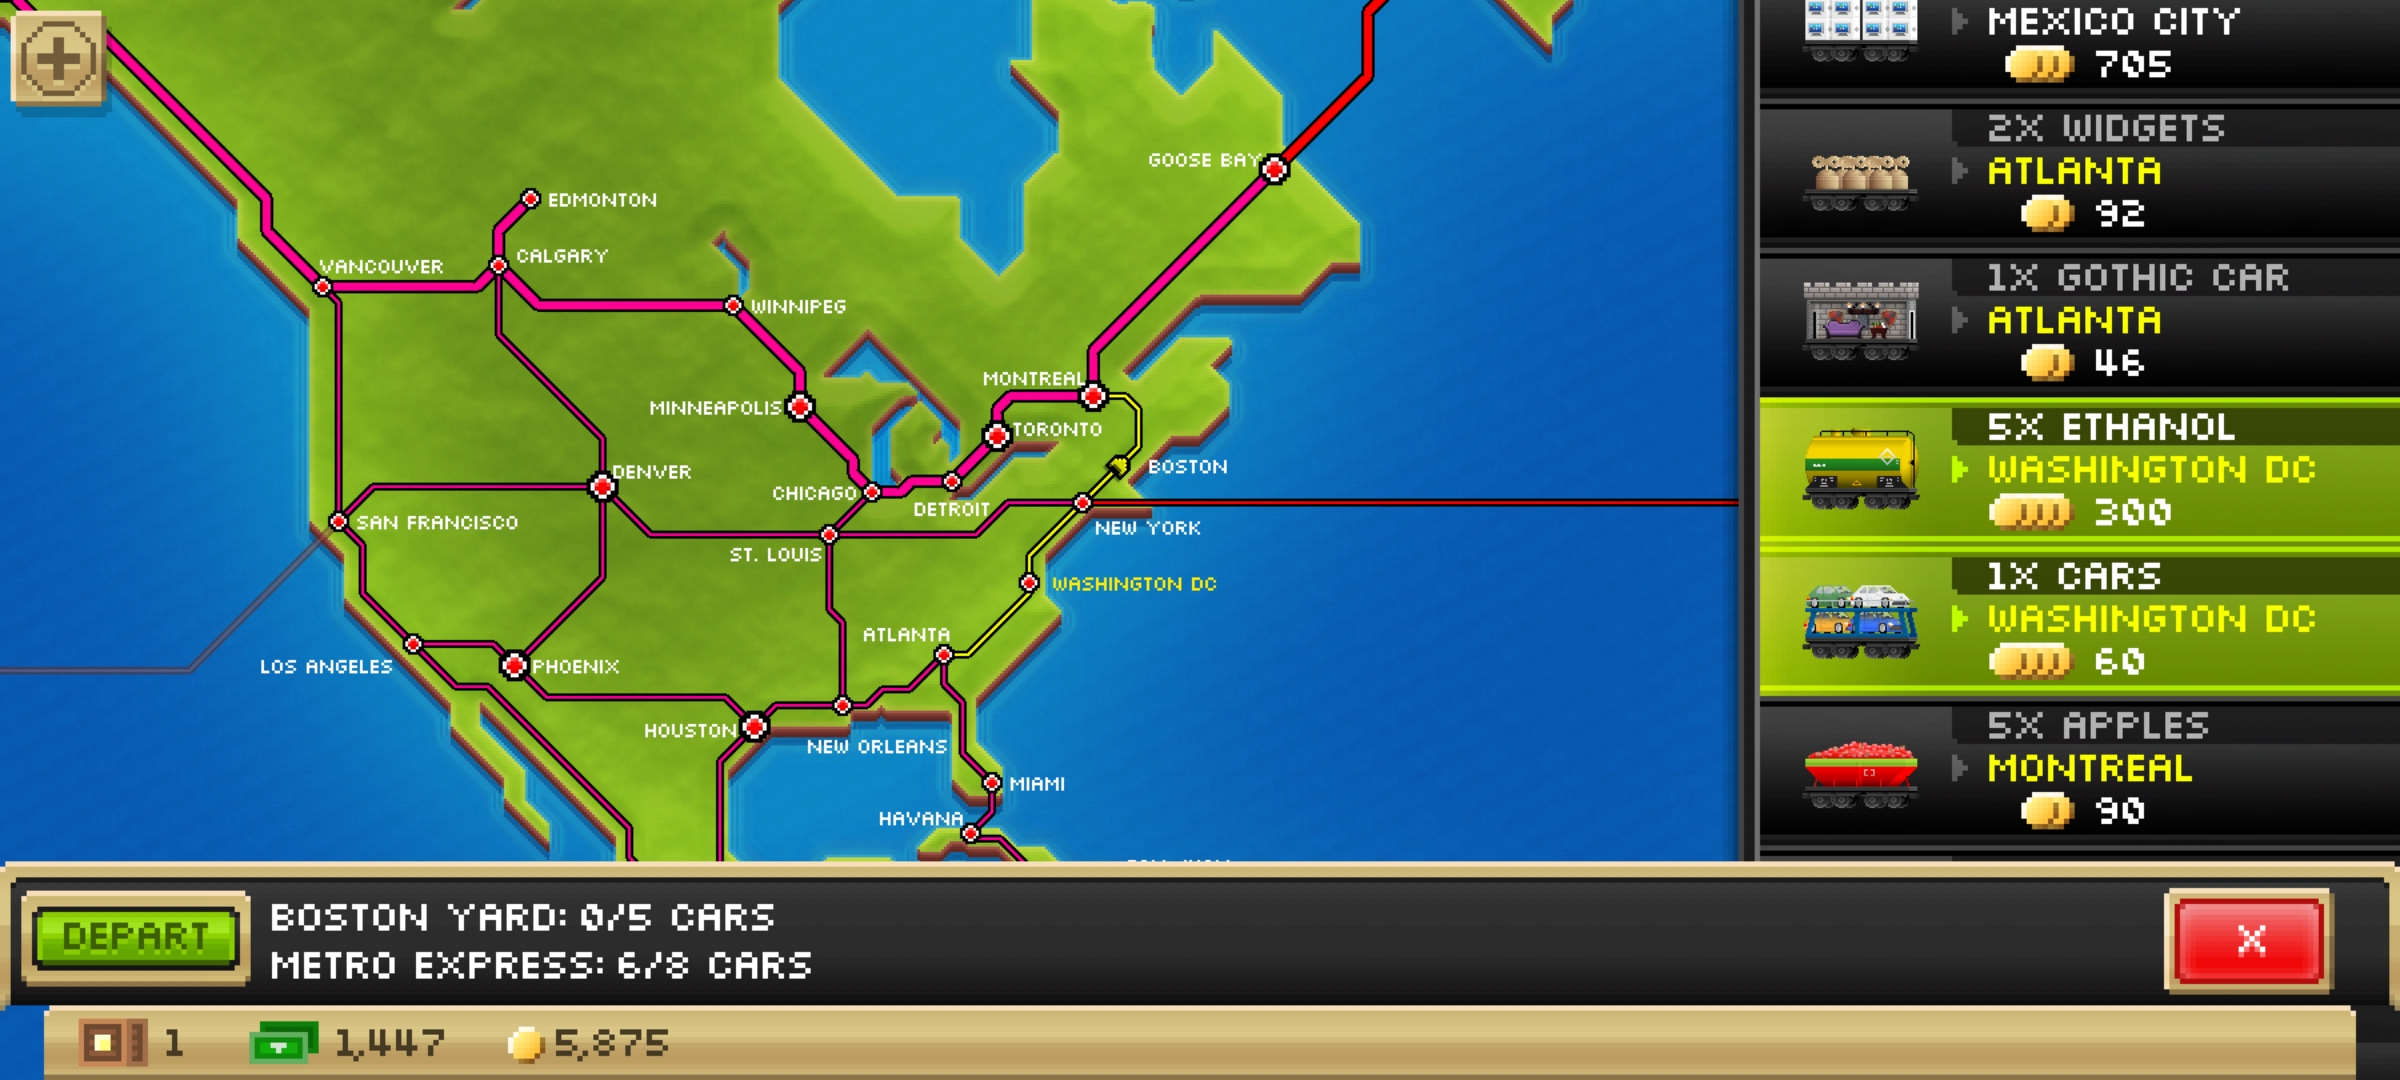 GOOSE BAY
EDMONTON
CALGARY
VANCOUVER
WINNIPEG
MONTREAL
MINNEAPOLIS
TORONTO
BOSTON
DENVER
CHICAGO
DETROIT
SAN FRANCISCO
NEW YORK
ST. LOUIS
WASHINGTON DC
ATLANTA
LOS ANGELES
PHOENIX
HOUSTON
NEW ORLEANS
MIAMI
HAVANA
MEXICO CITY
705
2X WIDGETS
ATLANTA
92
1X GOTHIC CAR
ATLANTA
46
5X ETHANOL
WASHINGTON DC
300
1X CARS
WASHINGTON DC
60
5X APPLES
MONTREAL
90
DEPART
BOSTON YARD: 0/5 CARS
METRO EXPRESS: 6/8 CARS
X
1 1,447 5,875